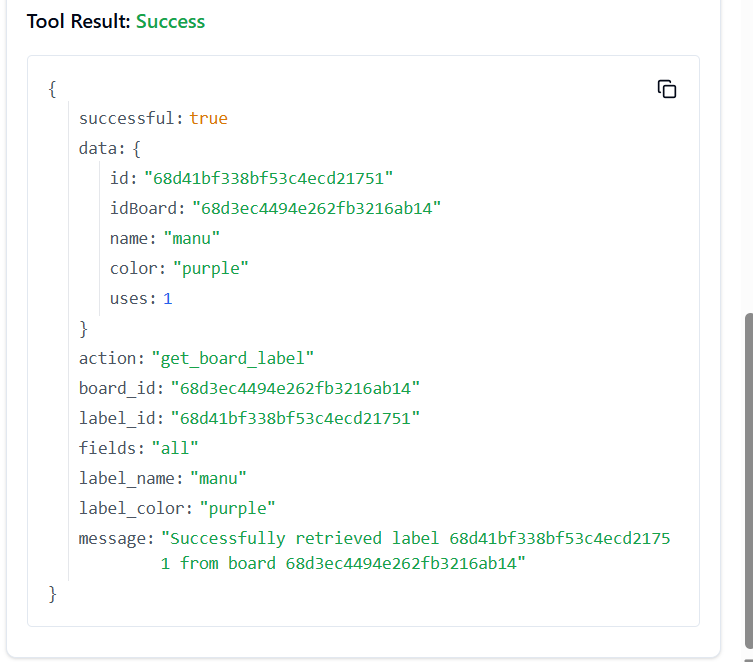 Tool Result: Success
{
successful: true
data: {
id: "68d41bf338bf53c4ecd21751"
idBoard: "68d3ec4494e262fb3216ab14"
name: "manu"
color: "purple"
uses: 1
}
action: "get_board_label"
board_id: "68d3ec4494e262fb3216ab14"
label_id: "68d41bf338bf53c4ecd21751"
fields: "all"
label_name: "manu"
label_color: "purple"
message: "Successfully retrieved label 68d41bf338bf53c4ecd2175
1 from board 68d3ec4494e262fb3216ab14"
}